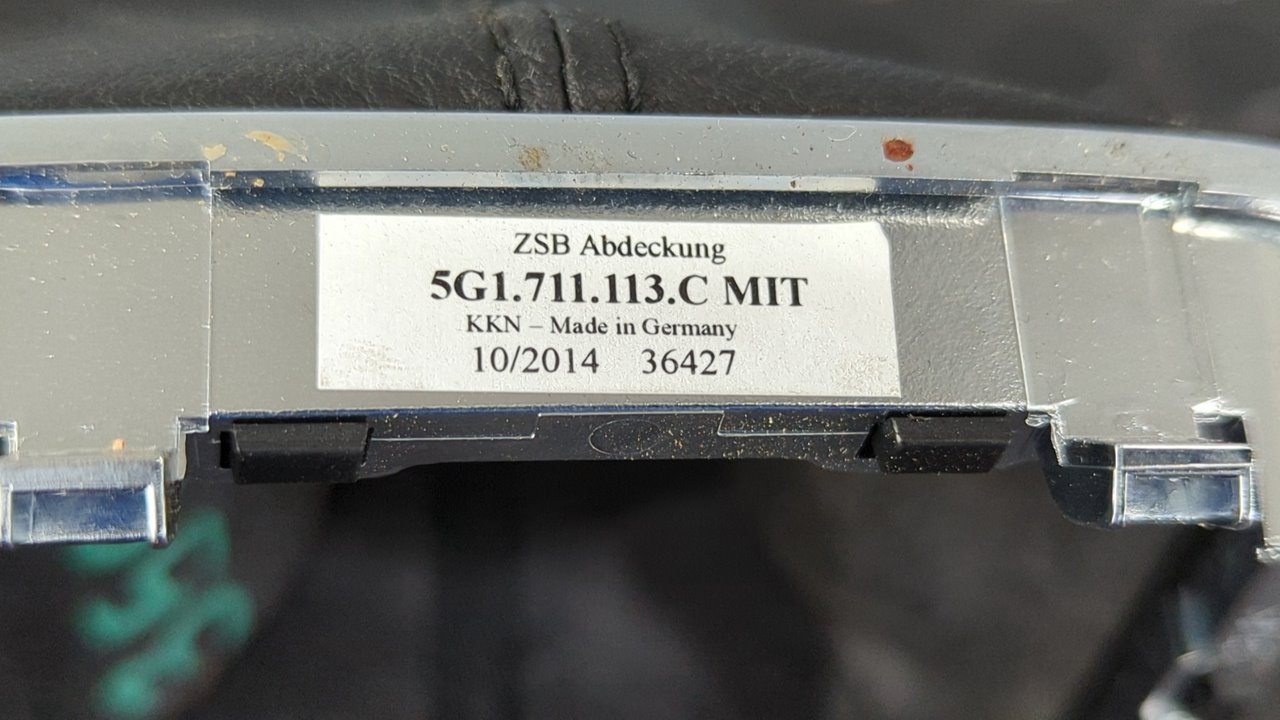 ZSB Abdeckung
5G1.711.113.C MIT
KKN – Made in Germany
10/2014 36427